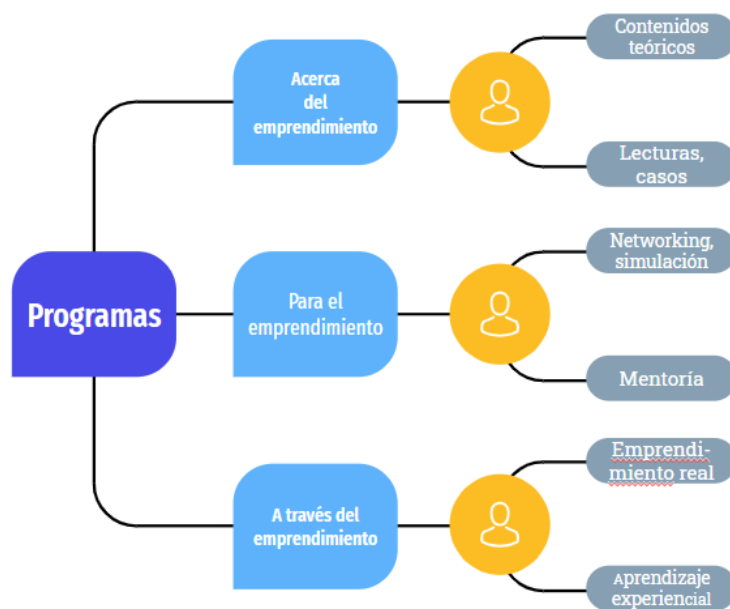 Contenidos
teóricos
Acerca
del
emprendimiento
Lecturas,
casos
Networking,
simulación
Programas
Para el
emprendimiento
Mentoría
Emprendi-
miento real
A través del
emprendimiento
Aprendizaje
experiencial